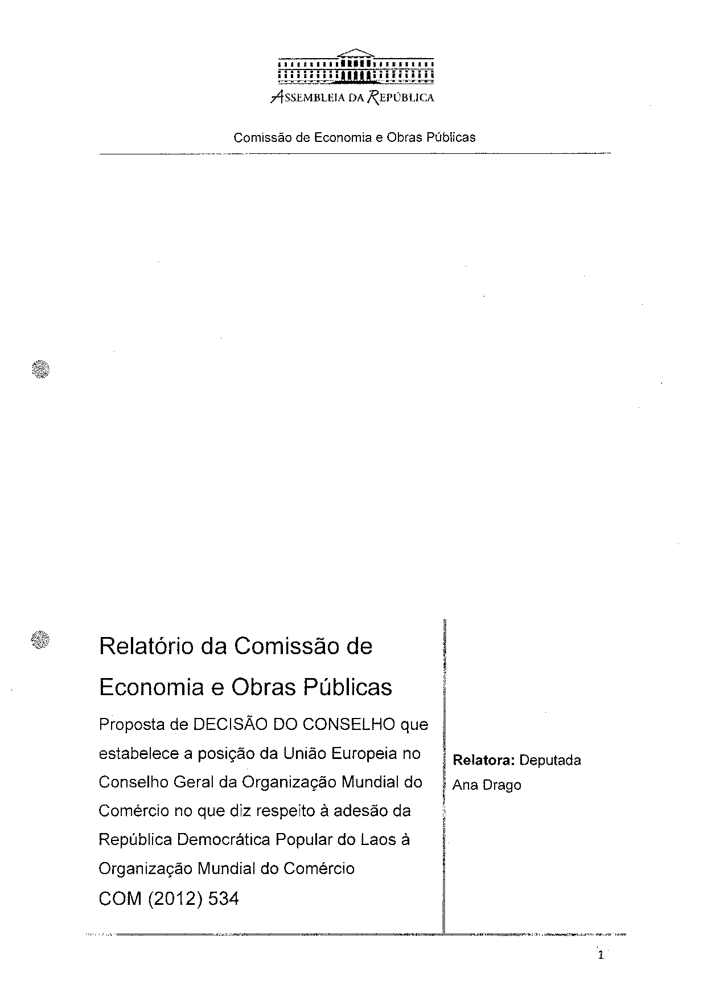 ASSEMBLEIA DA REPÚBLICA
Comissão de Economia e Obras Públicas
Relatório da Comissão de
Economia e Obras Públicas
Proposta de DECISÃO DO CONSELHO que
estabelece a posição da União Europeia no
Conselho Geral da Organização Mundial do
Comércio no que diz respeito à adesão da
República Democrática Popular do Laos à
Organização Mundial do Comércio
COM (2012) 534
Relatora: Deputada
Ana Drago
1